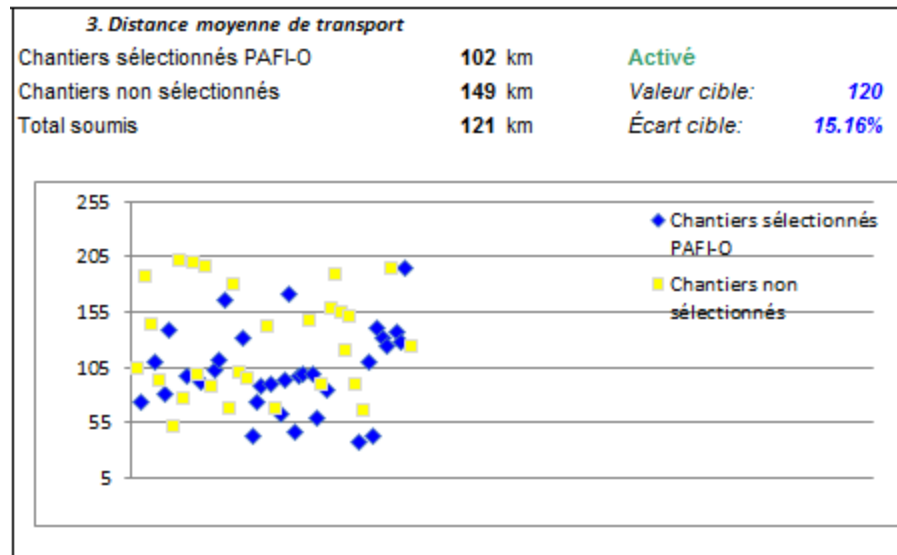 3. Distance moyenne de transport
Chantiers sélectionnés PAFI-O 102 km Activé
Chantiers non sélectionnés 149 km Valeur cible: 120
Total soumis 121 km Écart cible: 15.16%
255
205
155
105
55
5
Chantiers sélectionnés
PAFI-O
Chantiers non
sélectionnés